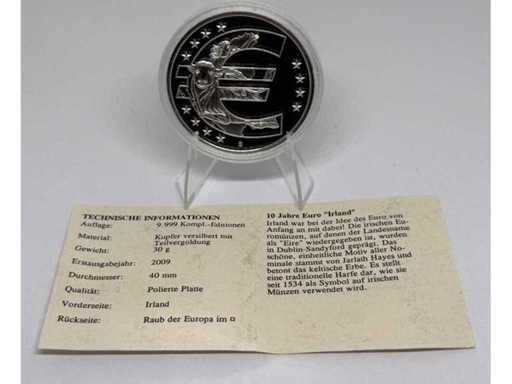 TECHNISCHE INFORMATIONEN
Auflage: 9.999 Kompl.-Editionen
Material: Kupfer versilbert mit
Teilvergoldung
Gewicht: 30 g
Erstausgabejahr: 2009
Durchmesser: 40 mm
Qualität: Polierte Platte
Vorderseite: Irland
Rückseite: Raub der Europa im ¤
10 Jahre Euro "Irland"
Irland war bei der Idee des Euro von
Anfang an mit dabei! Die irischen Eu-
romünzen, auf denen der Landesname
als "Eire" wiedergegeben ist, wurden
in Dublin-Sandyford geprägt. Das
schöne, einheitliche Motiv aller No-
minale stammt von Jarlath Hayes und
betont das keltische Erbe. Es stellt
eine traditionelle Harfe dar, wie sie
seit 1534 als Symbol auf irischen
Münzen verwendet wird.